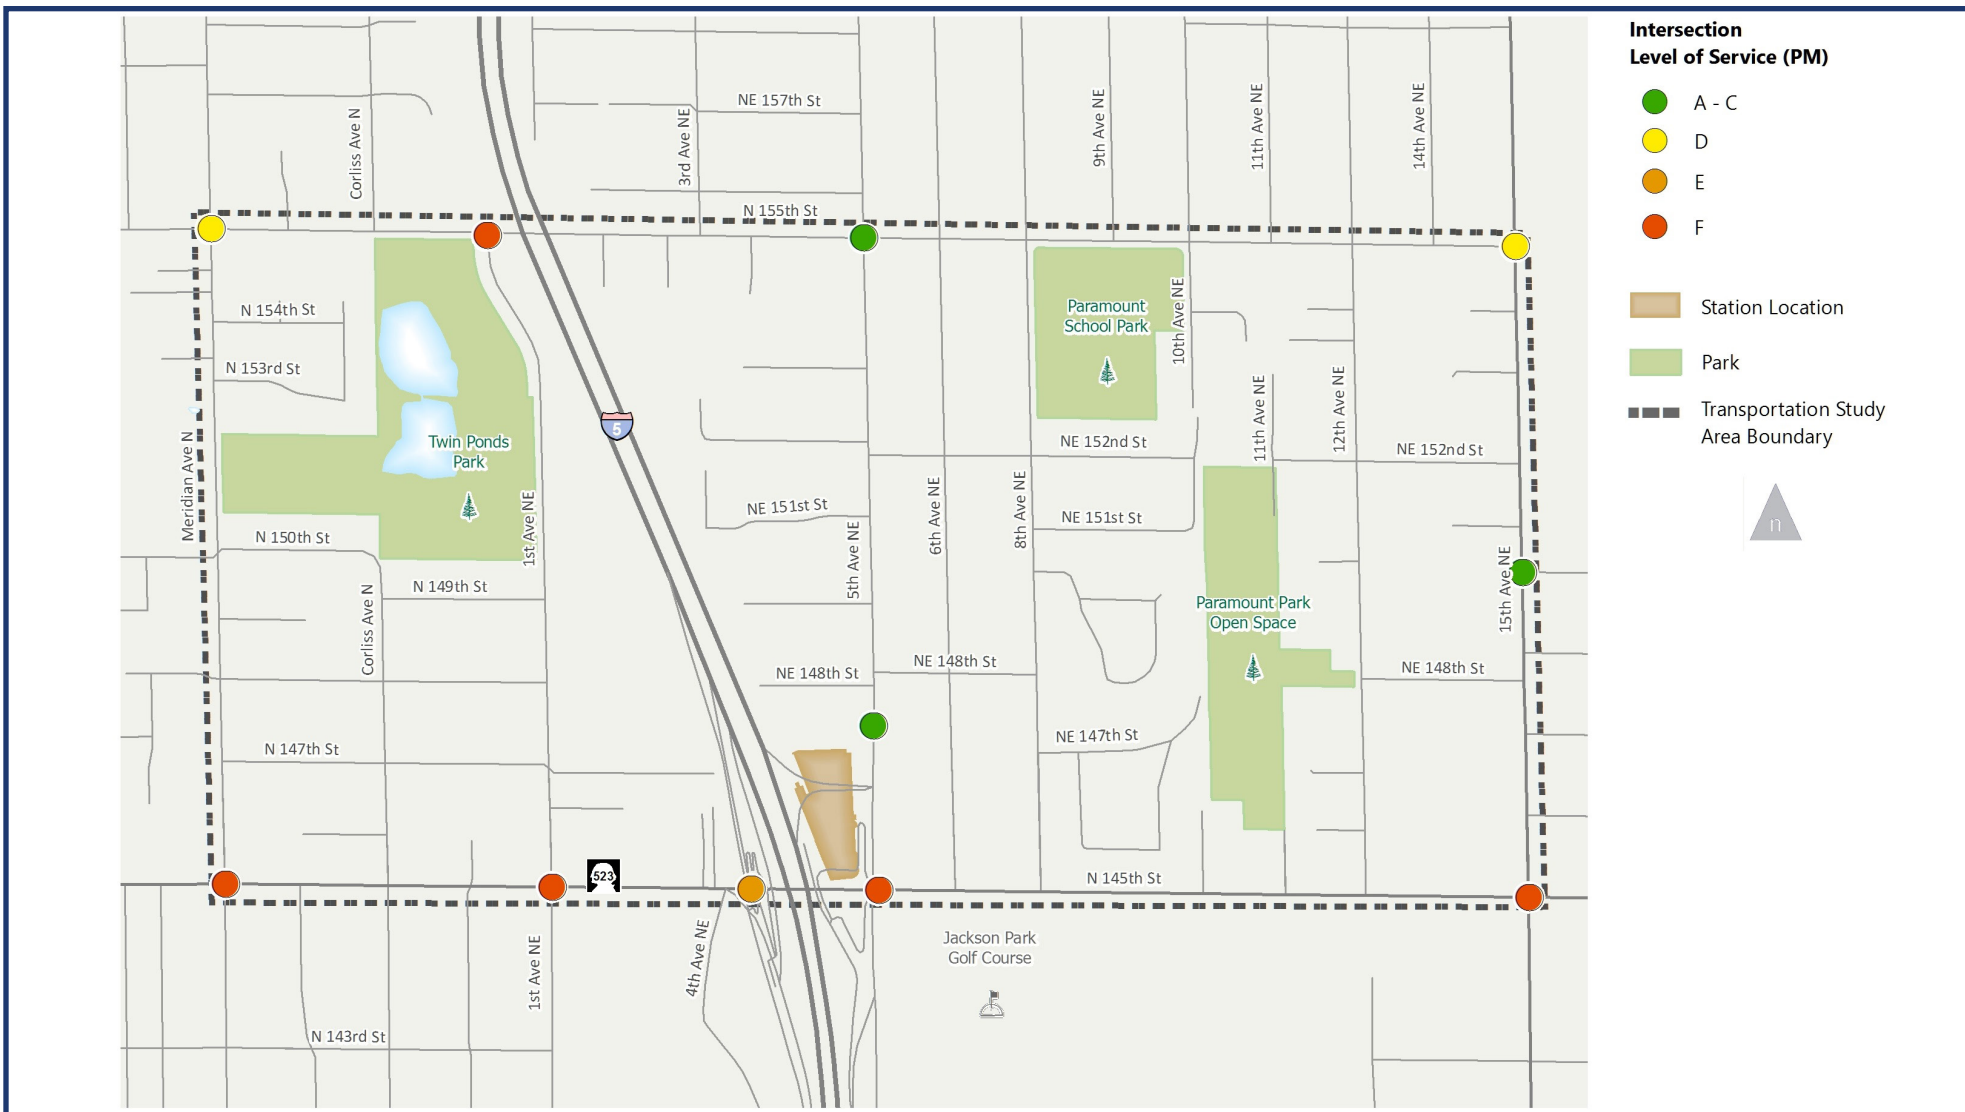 Intersection
Level of Service (PM)
A - C
D
E
F
Station Location
Park
Transportation Study
Area Boundary
n
NE 157th St
Corliss Ave N
3rd Ave NE
9th Ave NE
11th Ave NE
14th Ave NE
N 155th St
N 154th St
N 153rd St
Paramount
School Park
10th Ave NE
5
Twin Ponds
Park
Meridian Ave N
1st Ave NE
NE 152nd St
11th Ave NE
12th Ave NE
NE 152nd St
NE 151st St
5th Ave NE
6th Ave NE
8th Ave NE
NE 151st St
N 150th St
N 149th St
Corliss Ave N
Paramount Park
Open Space
15th Ave NE
NE 148th St
NE 148th St
NE 148th St
N 147th St
NE 147th St
523
N 145th St
1st Ave NE
4th Ave NE
Jackson Park
Golf Course
N 143rd St